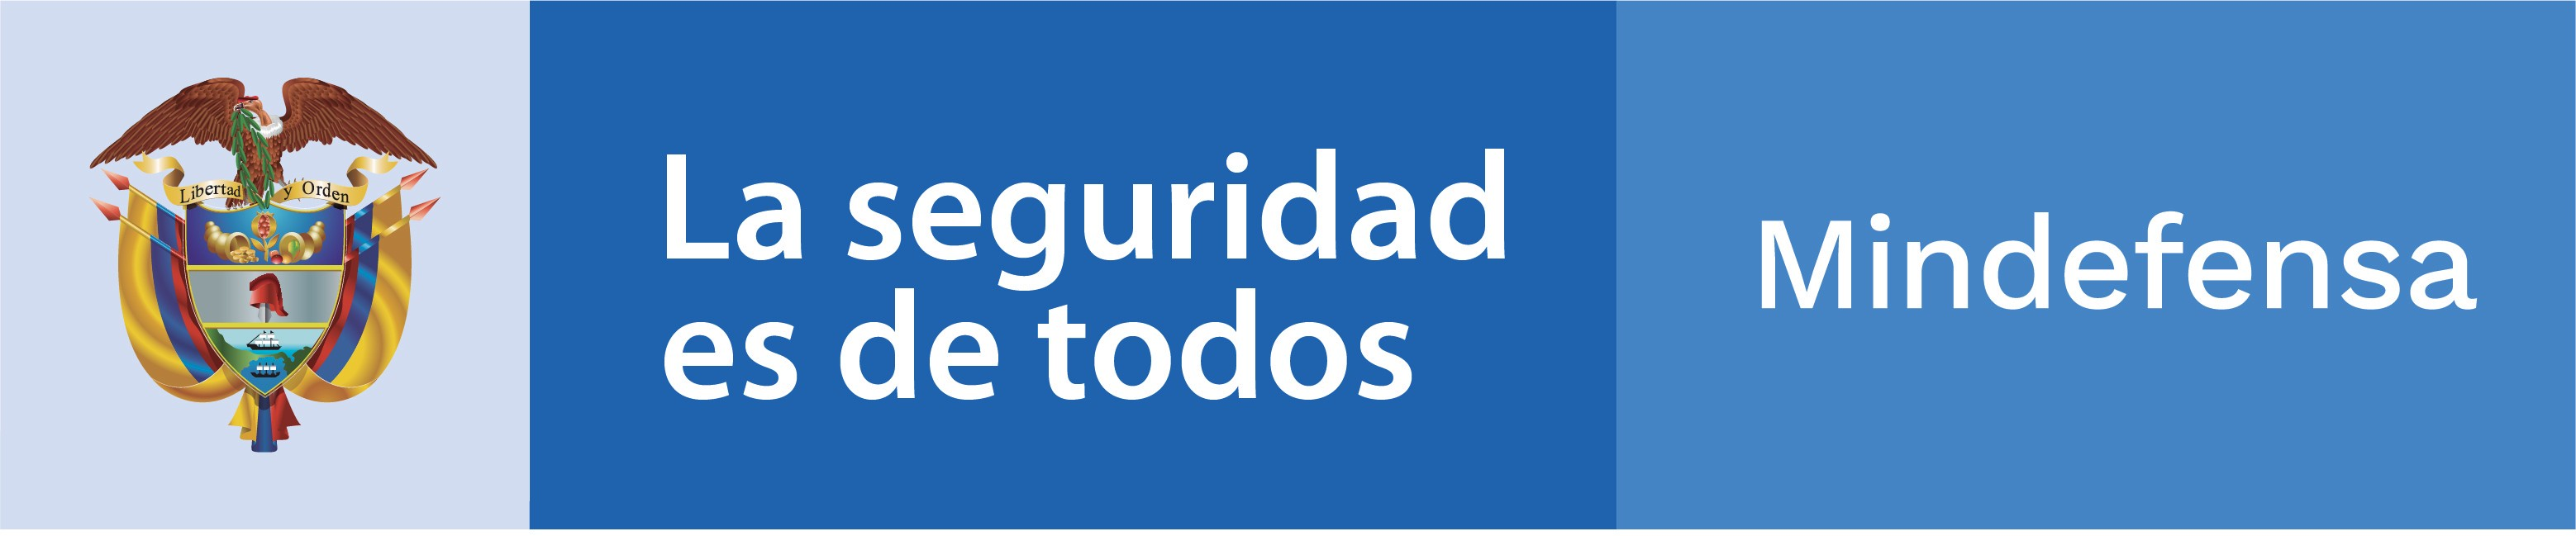 Libertad y Orden
La seguridad
es de todos
Mindefensa